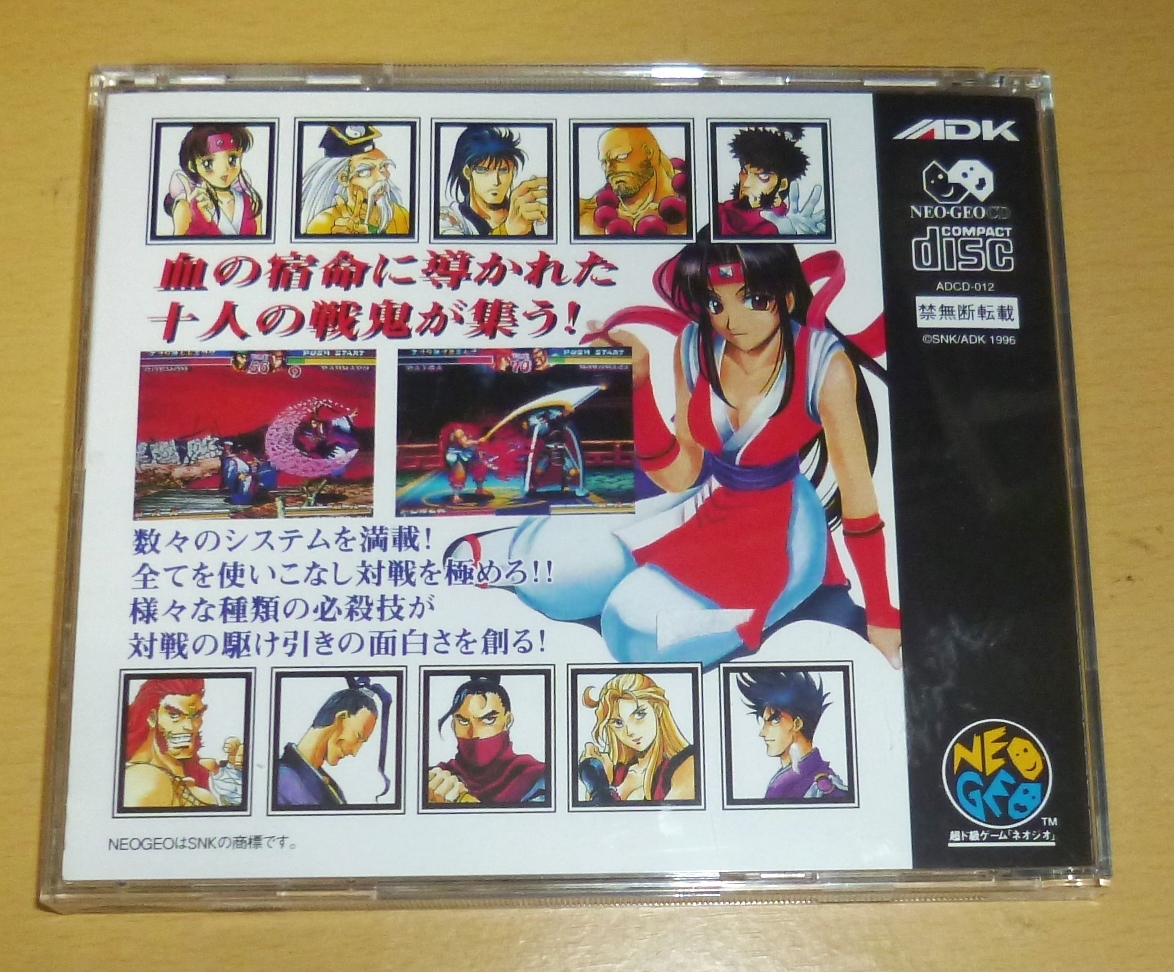 血の宿命に導かれた
十人の戦鬼が集う!
PUSH START
56
PUSH START
70
POWER
数々のシステムを満載!
全てを使いこなし対戦を極めろ!!
様々な種類の必殺技が
対戦の駆け引きの面白さを創る!
NEOGEOはSNKの商標です。
ADK
NEO・GEO CD
COMPACT
disc
ADCD-012
禁無断転載
©SNK/ADK 1996
NEO
GEO
TM
超ド級ゲーム「ネオジオ」